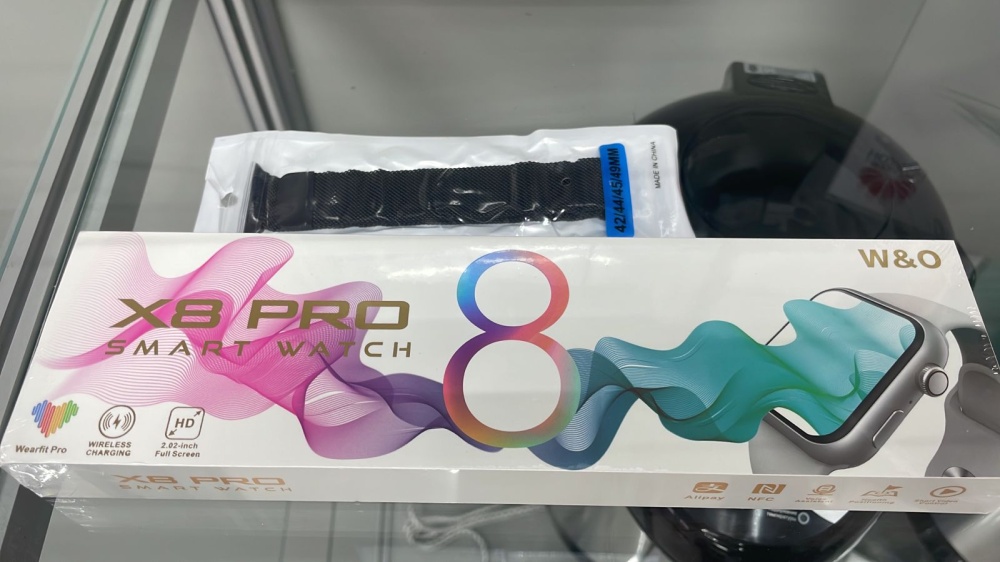 42/44/45/49MM
MADE IN CHINA
W&O
X8 PRO
SMART WATCH
8
Wearfit Pro
WIRELESS
CHARGING
HD
2.02-inch
Full Screen
X8 PRO
SMART WATCH
Alipay
NFC